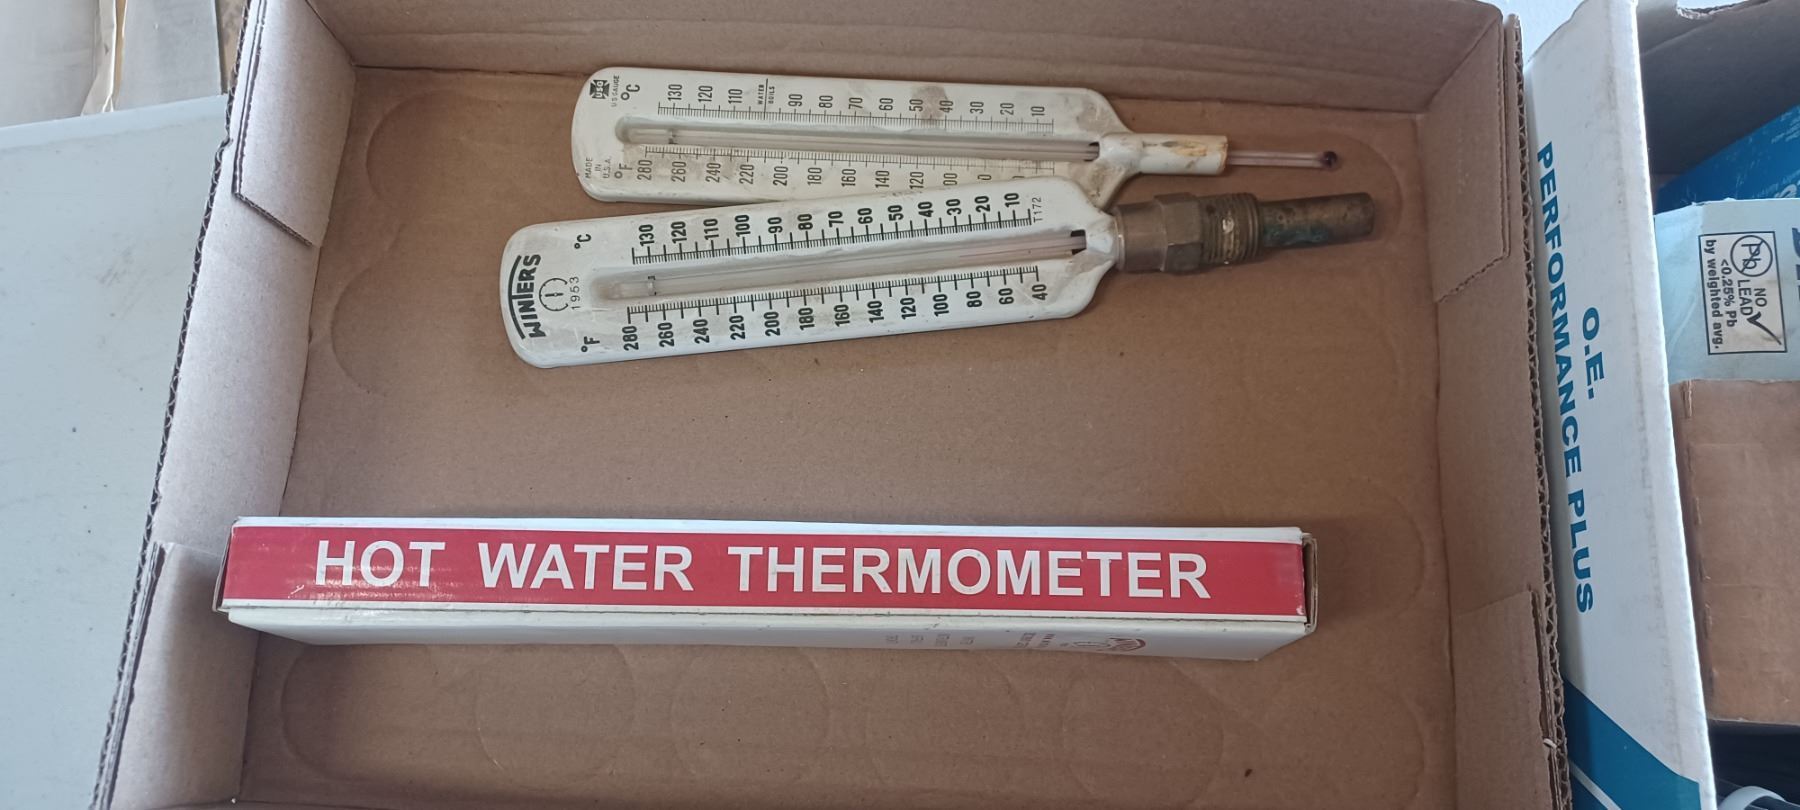 USG
U S GAUGE
°C
130 120 110 WATER BOILS 90 80 70 60 50 40 30 20 10
MADE
IN
U.S.A.
°F
280 260 240 220 200 180 160 140 120
WINTERS
1953
°C
130 120 110 100 90 80 70 60 50 40 30 20 10
T172
°F
280 260 240 220 200 180 160 140 120 100 80 60 40
HOT WATER THERMOMETER
O.E.
PERFORMANCE PLUS
Pb
NO
LEAD
<0.25% Pb
by weighted avg.